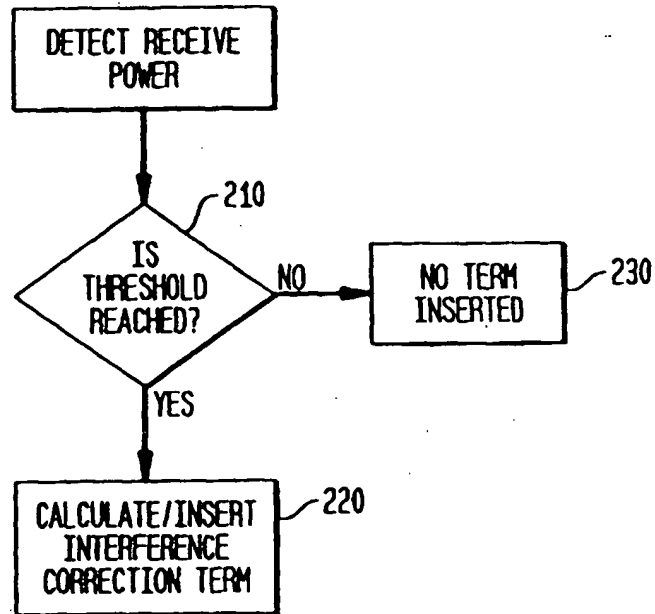 DETECT RECEIVE
POWER
210
IS
THRESHOLD
REACHED?
NO
NO TERM
INSERTED
230
YES
CALCULATE/INSERT
INTERFERENCE
CORRECTION TERM
220